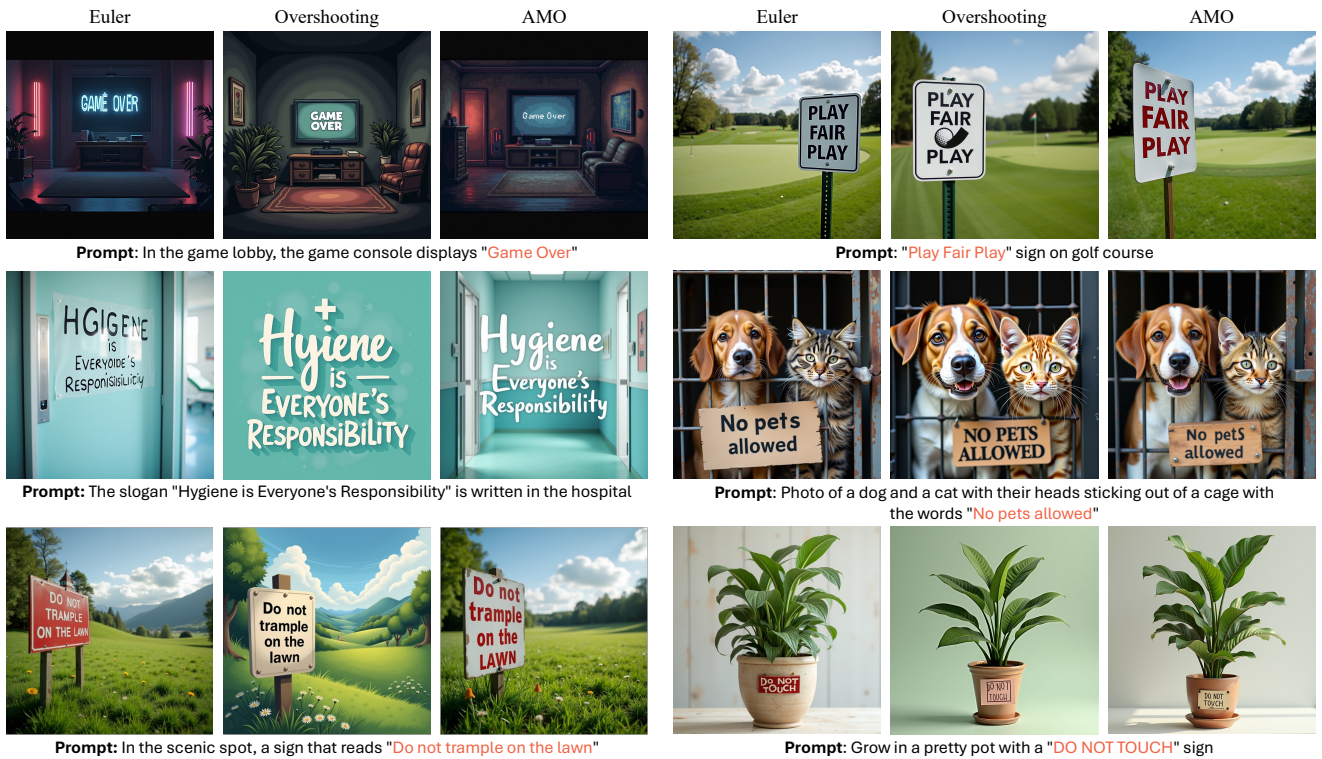 Euler Overshooting AMO
Euler Overshooting AMO
GAME OVER
GAME
OVER
Game Over
Prompt: In the game lobby, the game console displays "Game Over"
PLAY
FAIR
PLAY
PLAY
FAIR
PLAY
PLAY
FAIR
PLAY
Prompt: "Play Fair Play" sign on golf course
HGIGENE
is
Hyiene
is
EVERYONE'S
RESPONSIBILITY
Hygiene
is
Everyone's
Responsibility
Prompt: The slogan "Hygiene is Everyone's Responsibility" is written in the hospital
No pets
allowed
NO PETS
ALLOWED
No pets
allowed
Prompt: Photo of a dog and a cat with their heads sticking out of a cage with
the words "No pets allowed"
DO NOT
TRAMPLE
ON THE LAWN
Do not
trample
on the
lawn
Do not
trample
on the
LAWN
Prompt: In the scenic spot, a sign that reads "Do not trample on the lawn"
DO NOT
TOUCH
DO NOT
TOUGH
DO NOT
TOVCH
Prompt: Grow in a pretty pot with a "DO NOT TOUCH" sign